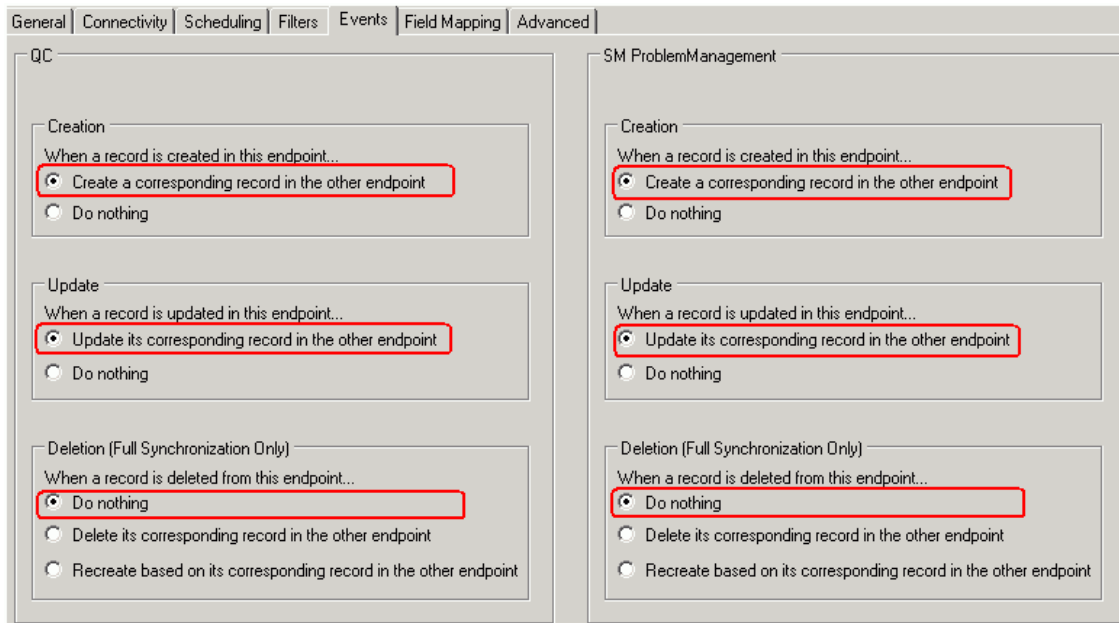 General Connectivity Scheduling Filters Events Field Mapping Advanced
QC
Creation
When a record is created in this endpoint...
Create a corresponding record in the other endpoint
Do nothing
Update
When a record is updated in this endpoint...
Update its corresponding record in the other endpoint
Do nothing
Deletion (Full Synchronization Only)
When a record is deleted from this endpoint...
Do nothing
Delete its corresponding record in the other endpoint
Recreate based on its corresponding record in the other endpoint
SM ProblemManagement
Creation
When a record is created in this endpoint...
Create a corresponding record in the other endpoint
Do nothing
Update
When a record is updated in this endpoint...
Update its corresponding record in the other endpoint
Do nothing
Deletion (Full Synchronization Only)
When a record is deleted from this endpoint...
Do nothing
Delete its corresponding record in the other endpoint
Recreate based on its corresponding record in the other endpoint